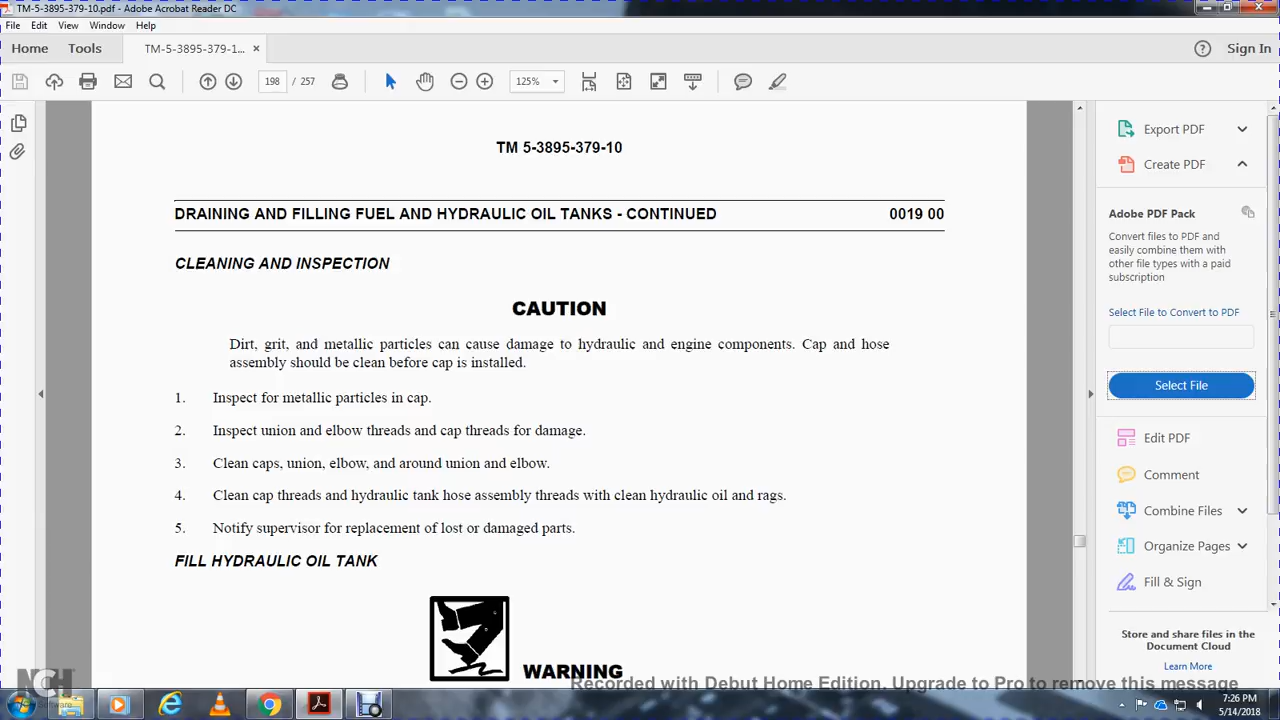 TM-5-3895-379-10.pdf - Adobe Acrobat Reader DC
File Edit View Window Help
Home Tools TM-5-3895-379-1... × Sign In
198 / 257 125%
TM 5-3895-379-10
DRAINING AND FILLING FUEL AND HYDRAULIC OIL TANKS - CONTINUED 0019 00
CLEANING AND INSPECTION
CAUTION
Dirt, grit, and metallic particles can cause damage to hydraulic and engine components. Cap and hose
assembly should be clean before cap is installed.
1. Inspect for metallic particles in cap.
2. Inspect union and elbow threads and cap threads for damage.
3. Clean caps, union, elbow, and around union and elbow.
4. Clean cap threads and hydraulic tank hose assembly threads with clean hydraulic oil and rags.
5. Notify supervisor for replacement of lost or damaged parts.
FILL HYDRAULIC OIL TANK
WARNING
Export PDF
Create PDF
Adobe PDF Pack
Convert files to PDF and
easily combine them with
other file types with a paid
subscription
Select File to Convert to PDF
Select File
Edit PDF
Comment
Combine Files
Organize Pages
Fill & Sign
Store and share files in the
Document Cloud
Learn More
NCH
Software
Recorded with Debut Home Edition. Upgrade to Pro to remove this message
7:26 PM
5/14/2018